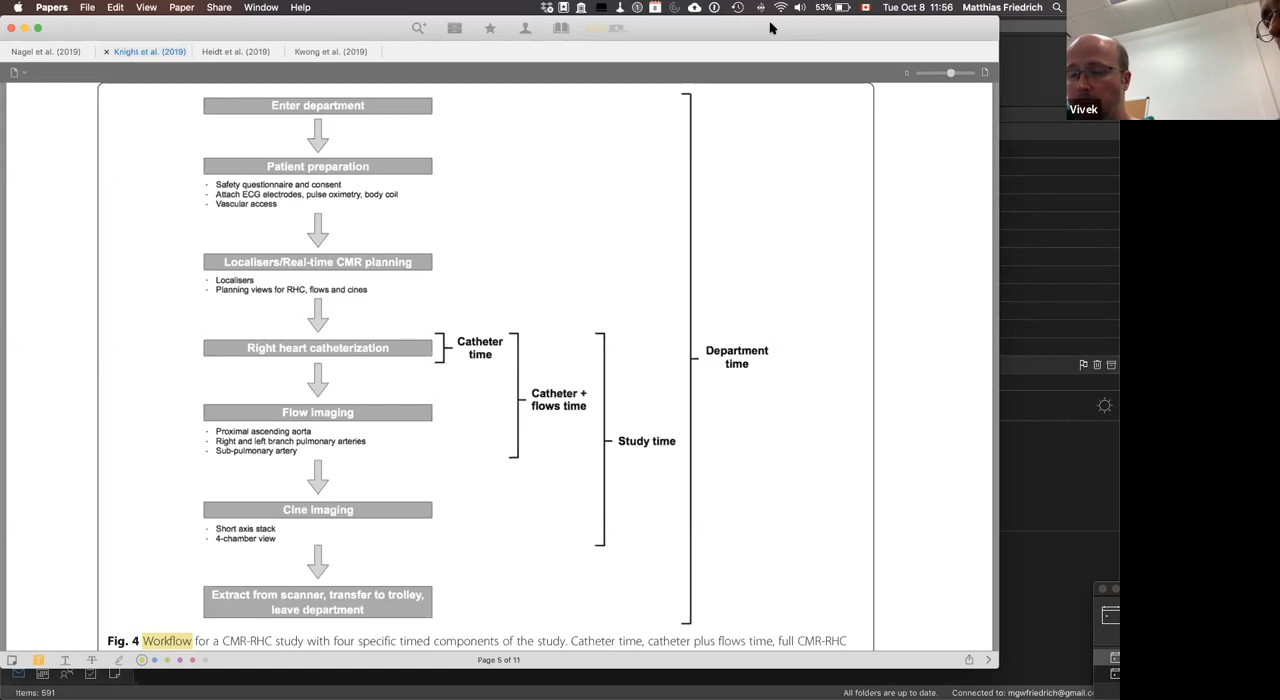 Papers File Edit View Paper Share Window Help
53% Tue Oct 8 11:56 Matthias Friedrich
Nagel et al. (2019) × Knight et al. (2019) Heidt et al. (2019) Kwong et al. (2019)
Vivek
Enter department
Patient preparation
- Safety questionnaire and consent
- Attach ECG electrodes, pulse oximetry, body coil
- Vascular access
Localisers/Real-time CMR planning
- Localisers
- Planning views for RHC, flows and cines
Right heart catheterization
Catheter
time
Department
time
Catheter +
flows time
Flow imaging
- Proximal ascending aorta
- Right and left branch pulmonary arteries
- Sub-pulmonary artery
Study time
Cine imaging
- Short axis stack
- 4-chamber view
Extract from scanner, transfer to trolley,
leave department
Fig. 4 Workflow for a CMR-RHC study with four specific timed components of the study. Catheter time, catheter plus flows time, full CMR-RHC
Page 5 of 11
Items: 591 All folders are up to date. Connected to: mgwfriedrich@gmail.c